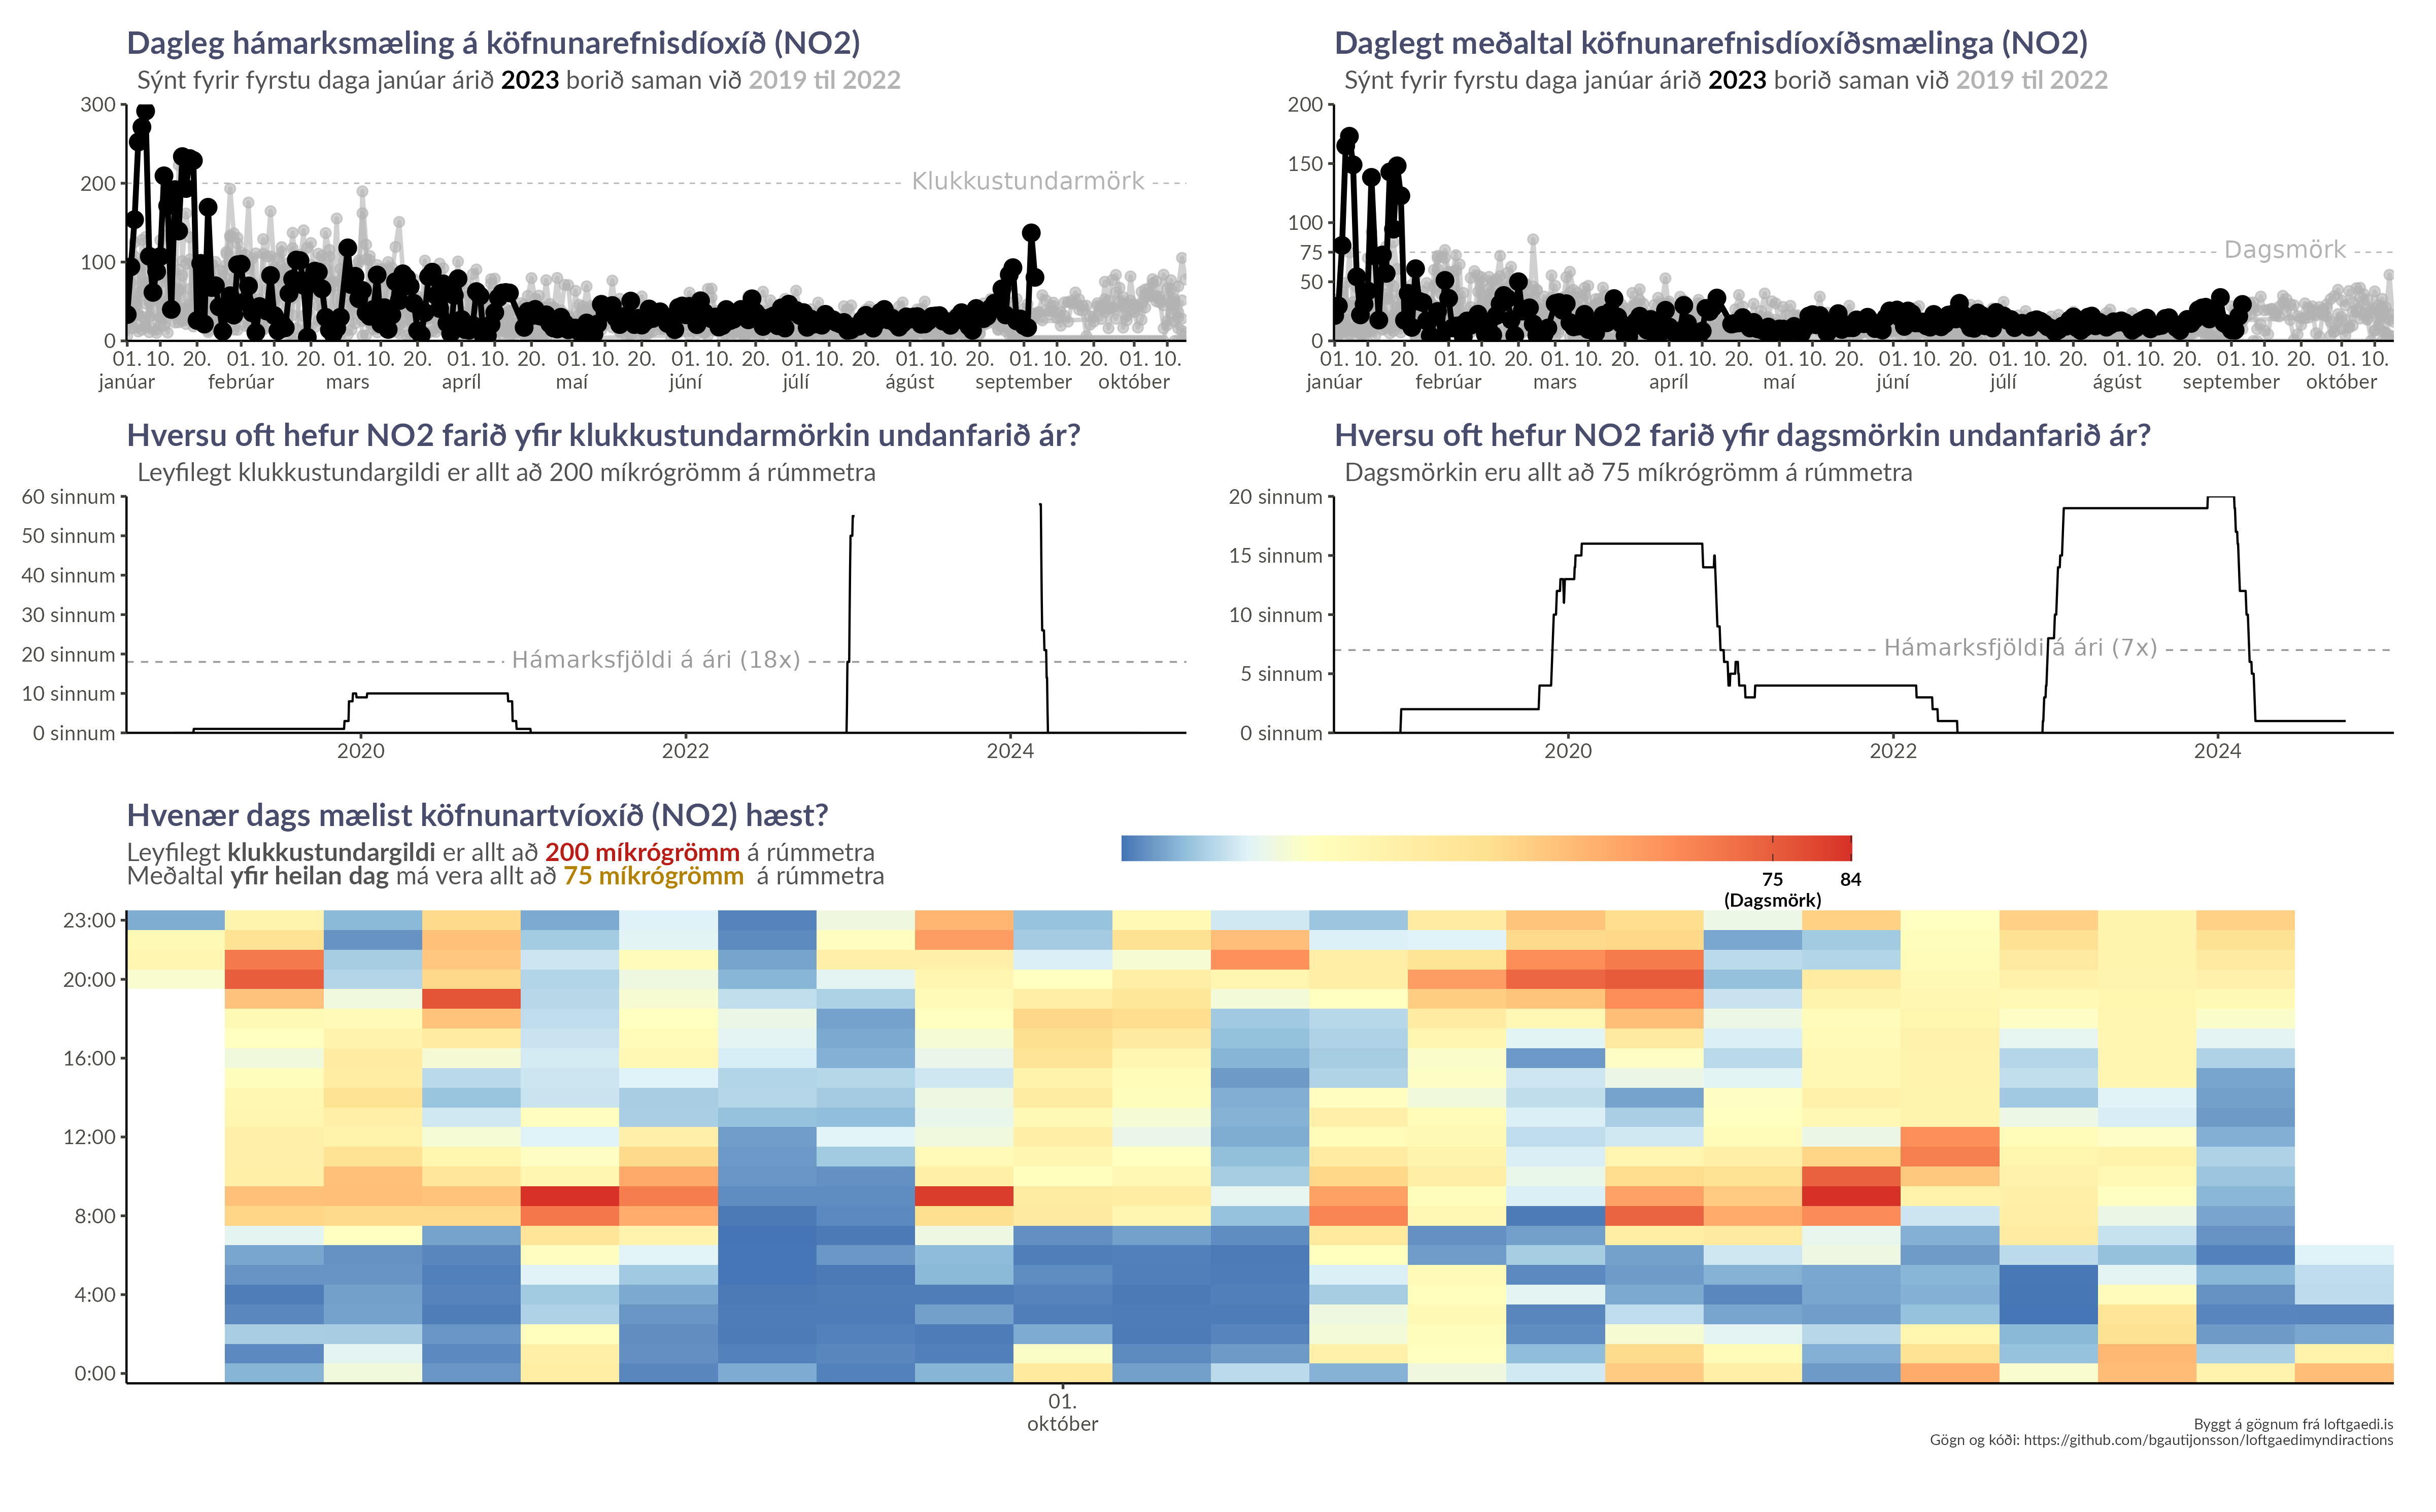 Dagleg hámarksmæling á köfnunarefnisdíoxíð (NO2)
Sýnt fyrir fyrstu daga janúar árið 2023 borið saman við 2019 til 2022
300
200
100
0
Klukkustundarmörk
01. 10. 20. 01. 10. 20. 01. 10. 20. 01. 10. 20. 01. 10. 20. 01. 10. 20. 01. 10. 20. 01. 10. 20. 01. 10. 20. 01. 10.
janúar febrúar mars apríl maí júní júlí ágúst september október
Daglegt meðaltal köfnunarefnisdíoxíðsmælinga (NO2)
Sýnt fyrir fyrstu daga janúar árið 2023 borið saman við 2019 til 2022
200
150
100
75
50
0
Dagsmörk
01. 10. 20. 01. 10. 20. 01. 10. 20. 01. 10. 20. 01. 10. 20. 01. 10. 20. 01. 10. 20. 01. 10. 20. 01. 10. 20. 01. 10.
janúar febrúar mars apríl maí júní júlí ágúst september október
Hversu oft hefur NO2 farið yfir klukkustundarmörkin undanfarið ár?
Leyfilegt klukkustundargildi er allt að 200 míkrógrömm á rúmmetra
60 sinnum
50 sinnum
40 sinnum
30 sinnum
20 sinnum
10 sinnum
0 sinnum
Hámarksfjöldi á ári (18x)
2020 2022 2024
Hversu oft hefur NO2 farið yfir dagsmörkin undanfarið ár?
Dagsmörkin eru allt að 75 míkrógrömm á rúmmetra
20 sinnum
15 sinnum
10 sinnum
5 sinnum
0 sinnum
Hámarksfjöldi á ári (7x)
2020 2022 2024
Hvenær dags mælist köfnunartvíoxíð (NO2) hæst?
Leyfilegt klukkustundargildi er allt að 200 míkrógrömm á rúmmetra
Meðaltal yfir heilan dag má vera allt að 75 míkrógrömm á rúmmetra
75 84
(Dagsmörk)
23:00
20:00
16:00
12:00
8:00
4:00
0:00
01.
október
Byggt á gögnum frá loftgaedi.is
Gögn og kóði: https://github.com/bgautijonsson/loftgaedimyndiractions